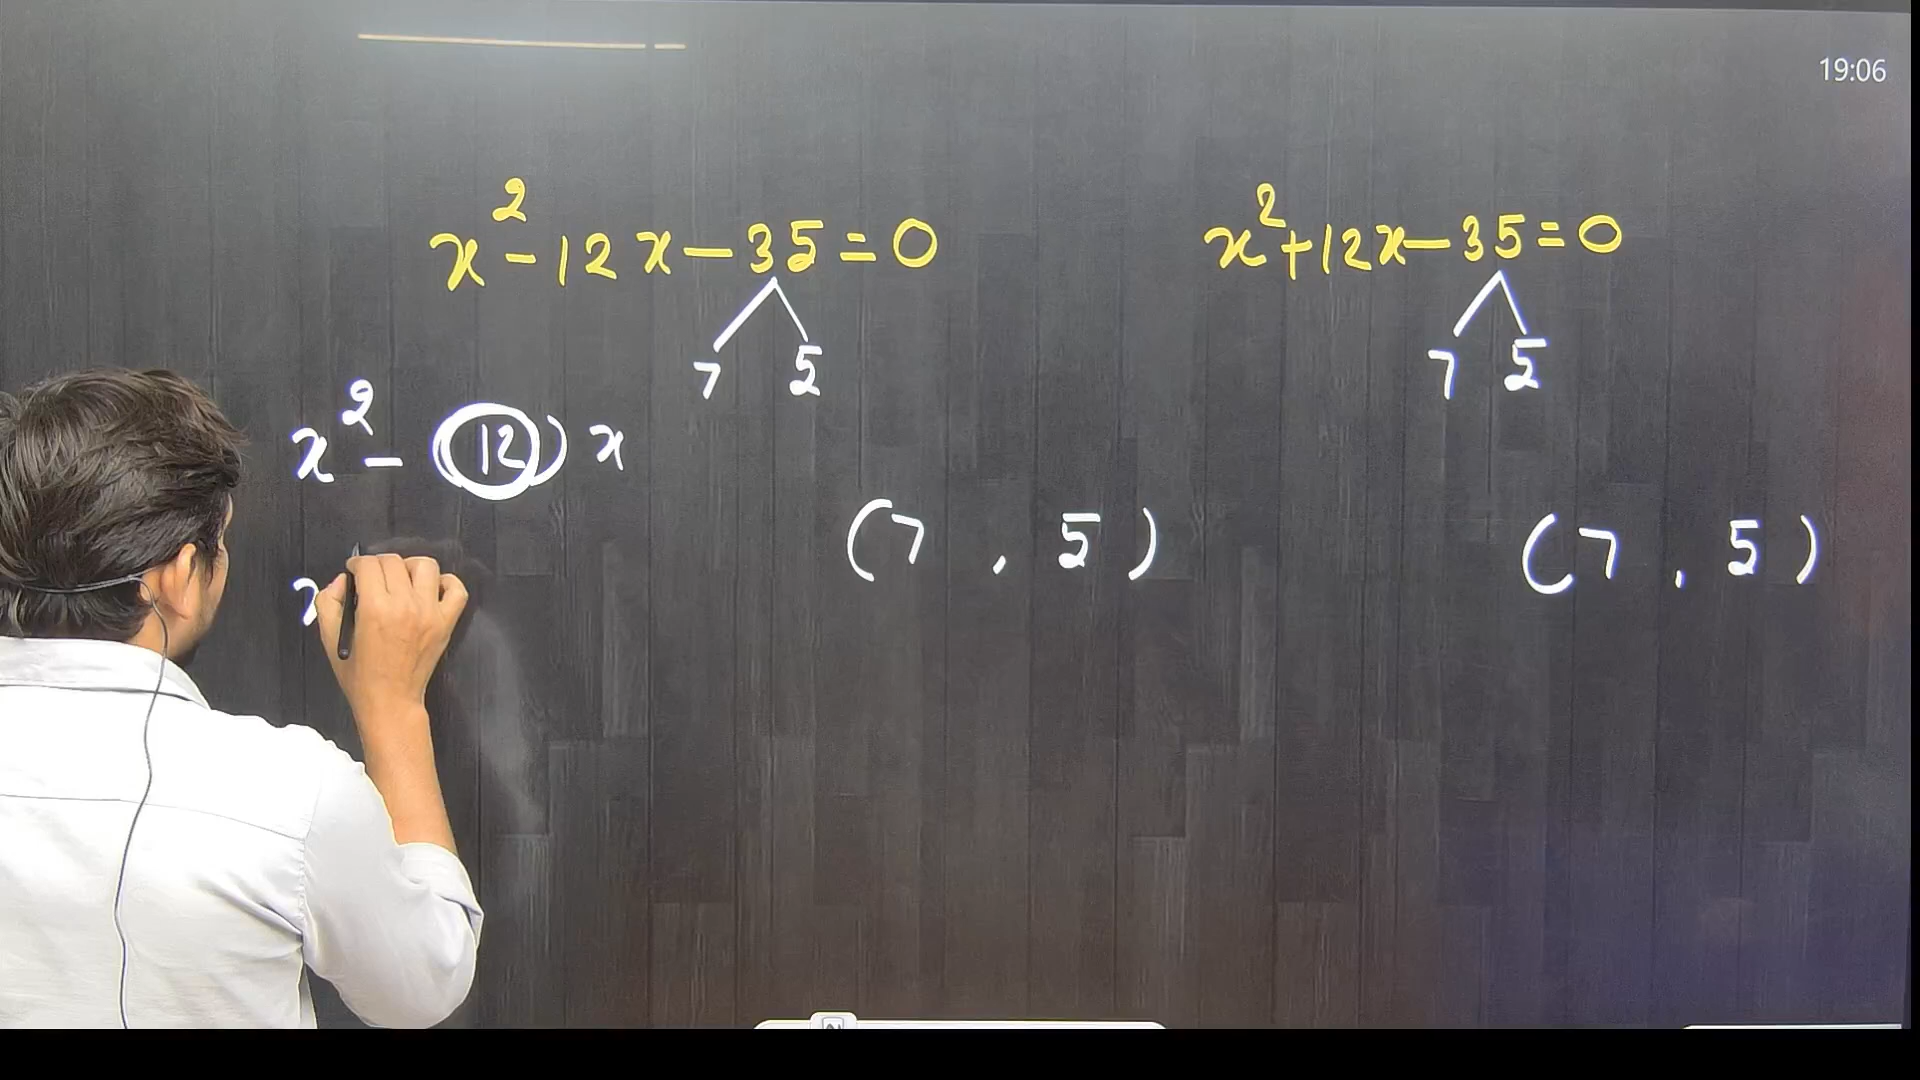 19:06
x²-12x-35=0
x²+12x-35=0
7 5
7 5
x²-(12)x
(7, 5)
(7, 5)
x